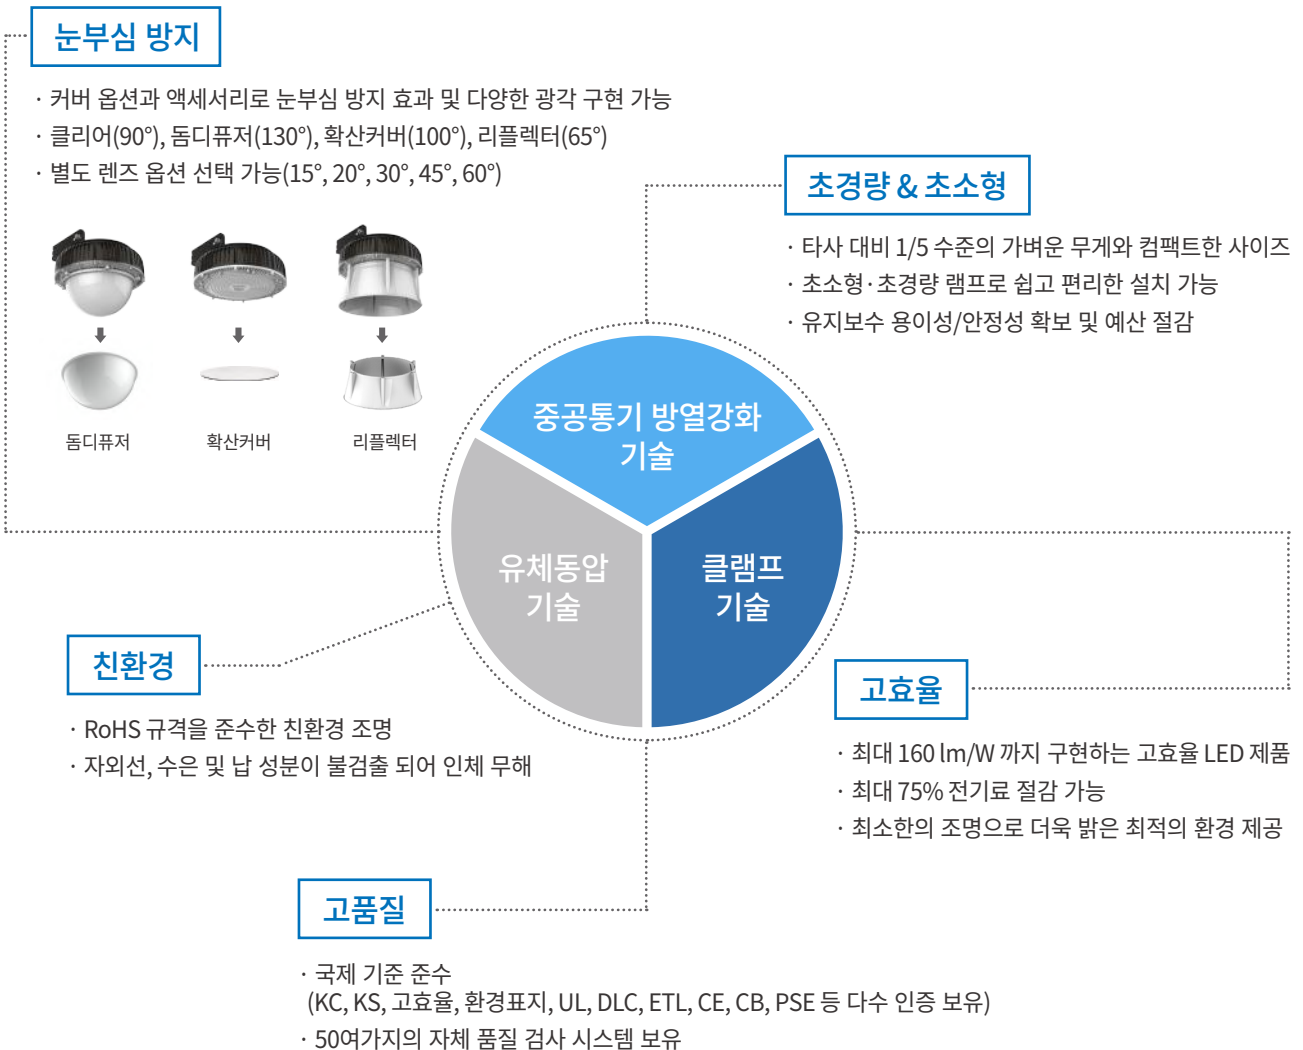 눈부심 방지
· 커버 옵션과 액세서리로 눈부심 방지 효과 및 다양한 광각 구현 가능
· 클리어(90°), 돔디퓨저(130°), 확산커버(100°), 리플렉터(65°)
· 별도 렌즈 옵션 선택 가능(15°, 20°, 30°, 45°, 60°)
돔디퓨저
확산커버
리플렉터
초경량 & 초소형
· 타사 대비 1/5 수준의 가벼운 무게와 컴팩트한 사이즈
· 초소형·초경량 램프로 쉽고 편리한 설치 가능
· 유지보수 용이성/안정성 확보 및 예산 절감
중공통기 방열강화
기술
유체동압
기술
클램프
기술
친환경
· RoHS 규격을 준수한 친환경 조명
· 자외선, 수은 및 납 성분이 불검출 되어 인체 무해
고효율
· 최대 160 lm/W 까지 구현하는 고효율 LED 제품
· 최대 75% 전기료 절감 가능
· 최소한의 조명으로 더욱 밝은 최적의 환경 제공
고품질
· 국제 기준 준수
(KC, KS, 고효율, 환경표지, UL, DLC, ETL, CE, CB, PSE 등 다수 인증 보유)
· 50여가지의 자체 품질 검사 시스템 보유